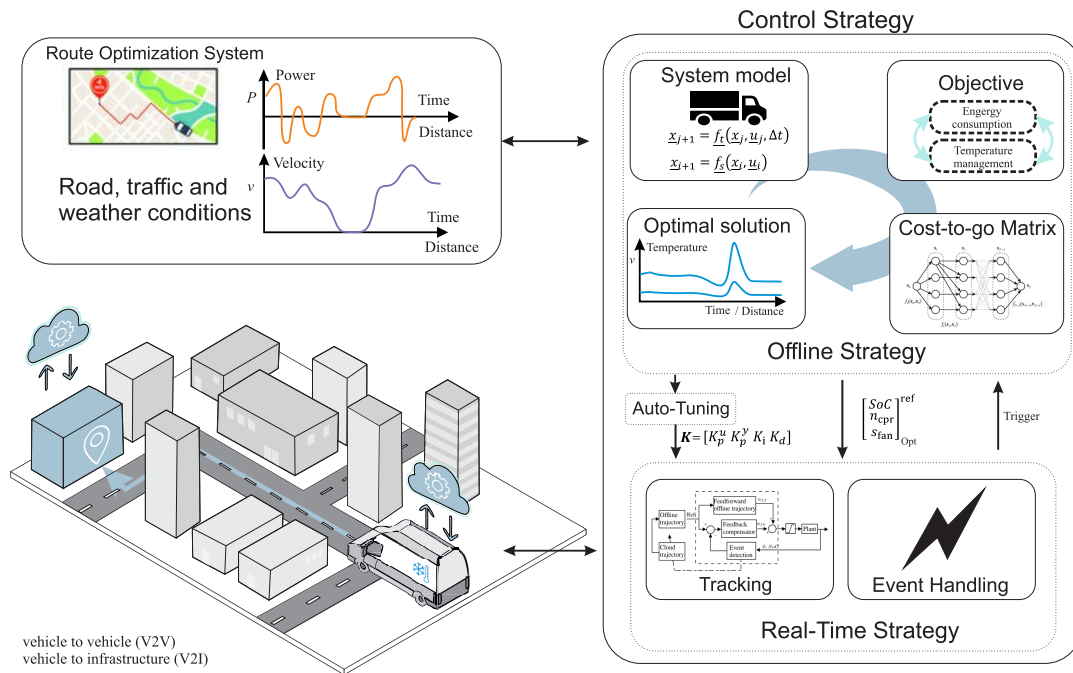 Control Strategy
Route Optimization System
Power
P
Time
Distance
Velocity
v
Time
Distance
Road, traffic and
weather conditions
System model
x_{j+1} = f_t(x_j, u_j, Δt)
x_{i+1} = f_s(x_i, u_i)
Objective
Engergy
consumption
Temperature
management
Optimal solution
Temperature
v
Time / Distance
Cost-to-go Matrix
Offline Strategy
Auto-Tuning
K = [K_p^u K_p^y K_i K_d]
[SoC n_cpr s_fan]^ref_Opt
Trigger
Offline
trajectory
Cloud
trajectory
Feedforward
offline trajectory
Feedback
compensator
Event
detection
Plant
Tracking
Event Handling
Real-Time Strategy
vehicle to vehicle (V2V)
vehicle to infrastructure (V2I)